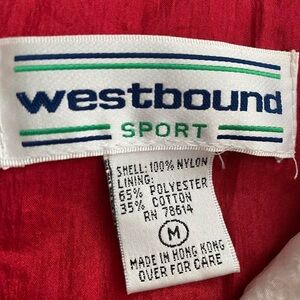 westbound
SPORT
SHELL: 100% NYLON
LINING:
65% POLYESTER
35% COTTON
RN 78614
M
MADE IN HONG KONG
OVER FOR CARE